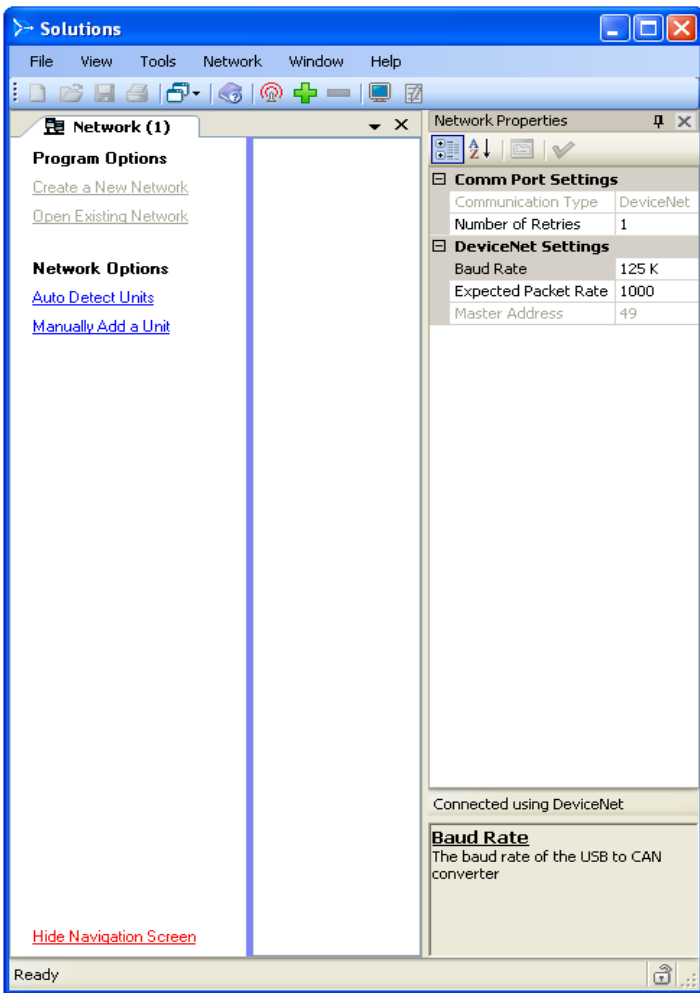 Solutions
File View Tools Network Window Help
Network (1)
Program Options
Create a New Network
Open Existing Network
Network Options
Auto Detect Units
Manually Add a Unit
Hide Navigation Screen
Network Properties
Comm Port Settings
Communication Type DeviceNet
Number of Retries 1
DeviceNet Settings
Baud Rate 125 K
Expected Packet Rate 1000
Master Address 49
Connected using DeviceNet
Baud Rate
The baud rate of the USB to CAN
converter
Ready